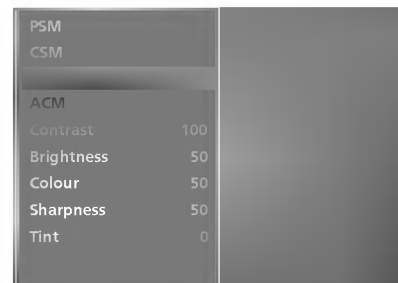 PSM
CSM
ACM
Contrast 100
Brightness 50
Colour 50
Sharpness 50
Tint 0